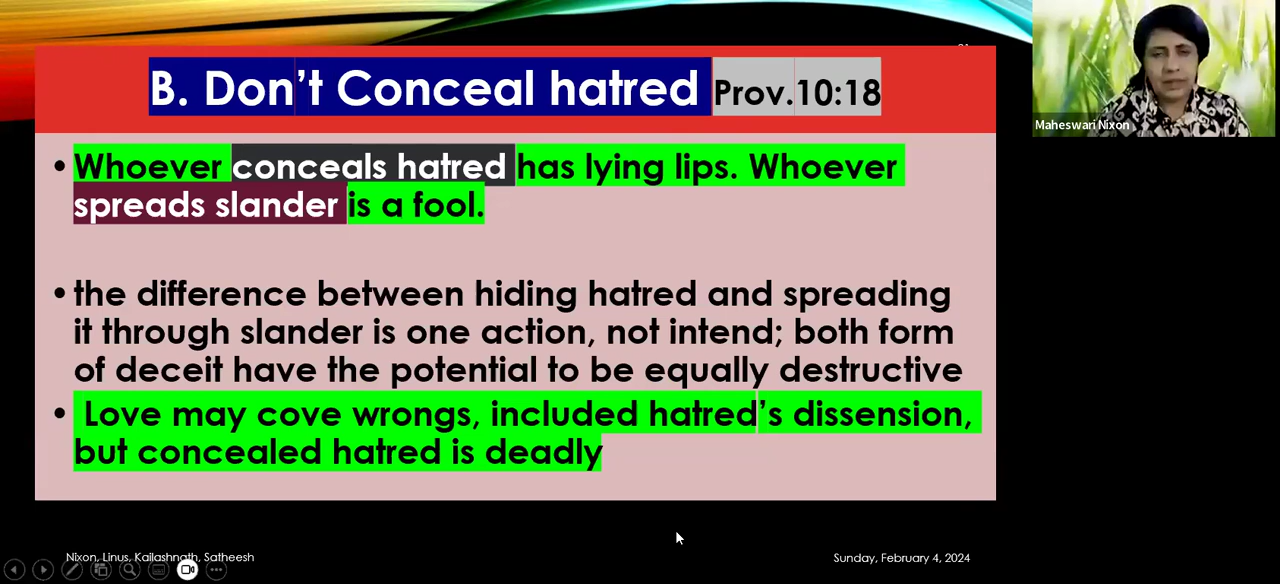 B. Don't Conceal hatred Prov.10:18
• Whoever conceals hatred has lying lips. Whoever
spreads slander is a fool.
• the difference between hiding hatred and spreading
it through slander is one action, not intend; both form
of deceit have the potential to be equally destructive
• Love may cove wrongs, included hatred's dissension,
but concealed hatred is deadly
Maheswari Nixon
Nixon, Linus, Kailashnath, Satheesh
Sunday, February 4, 2024